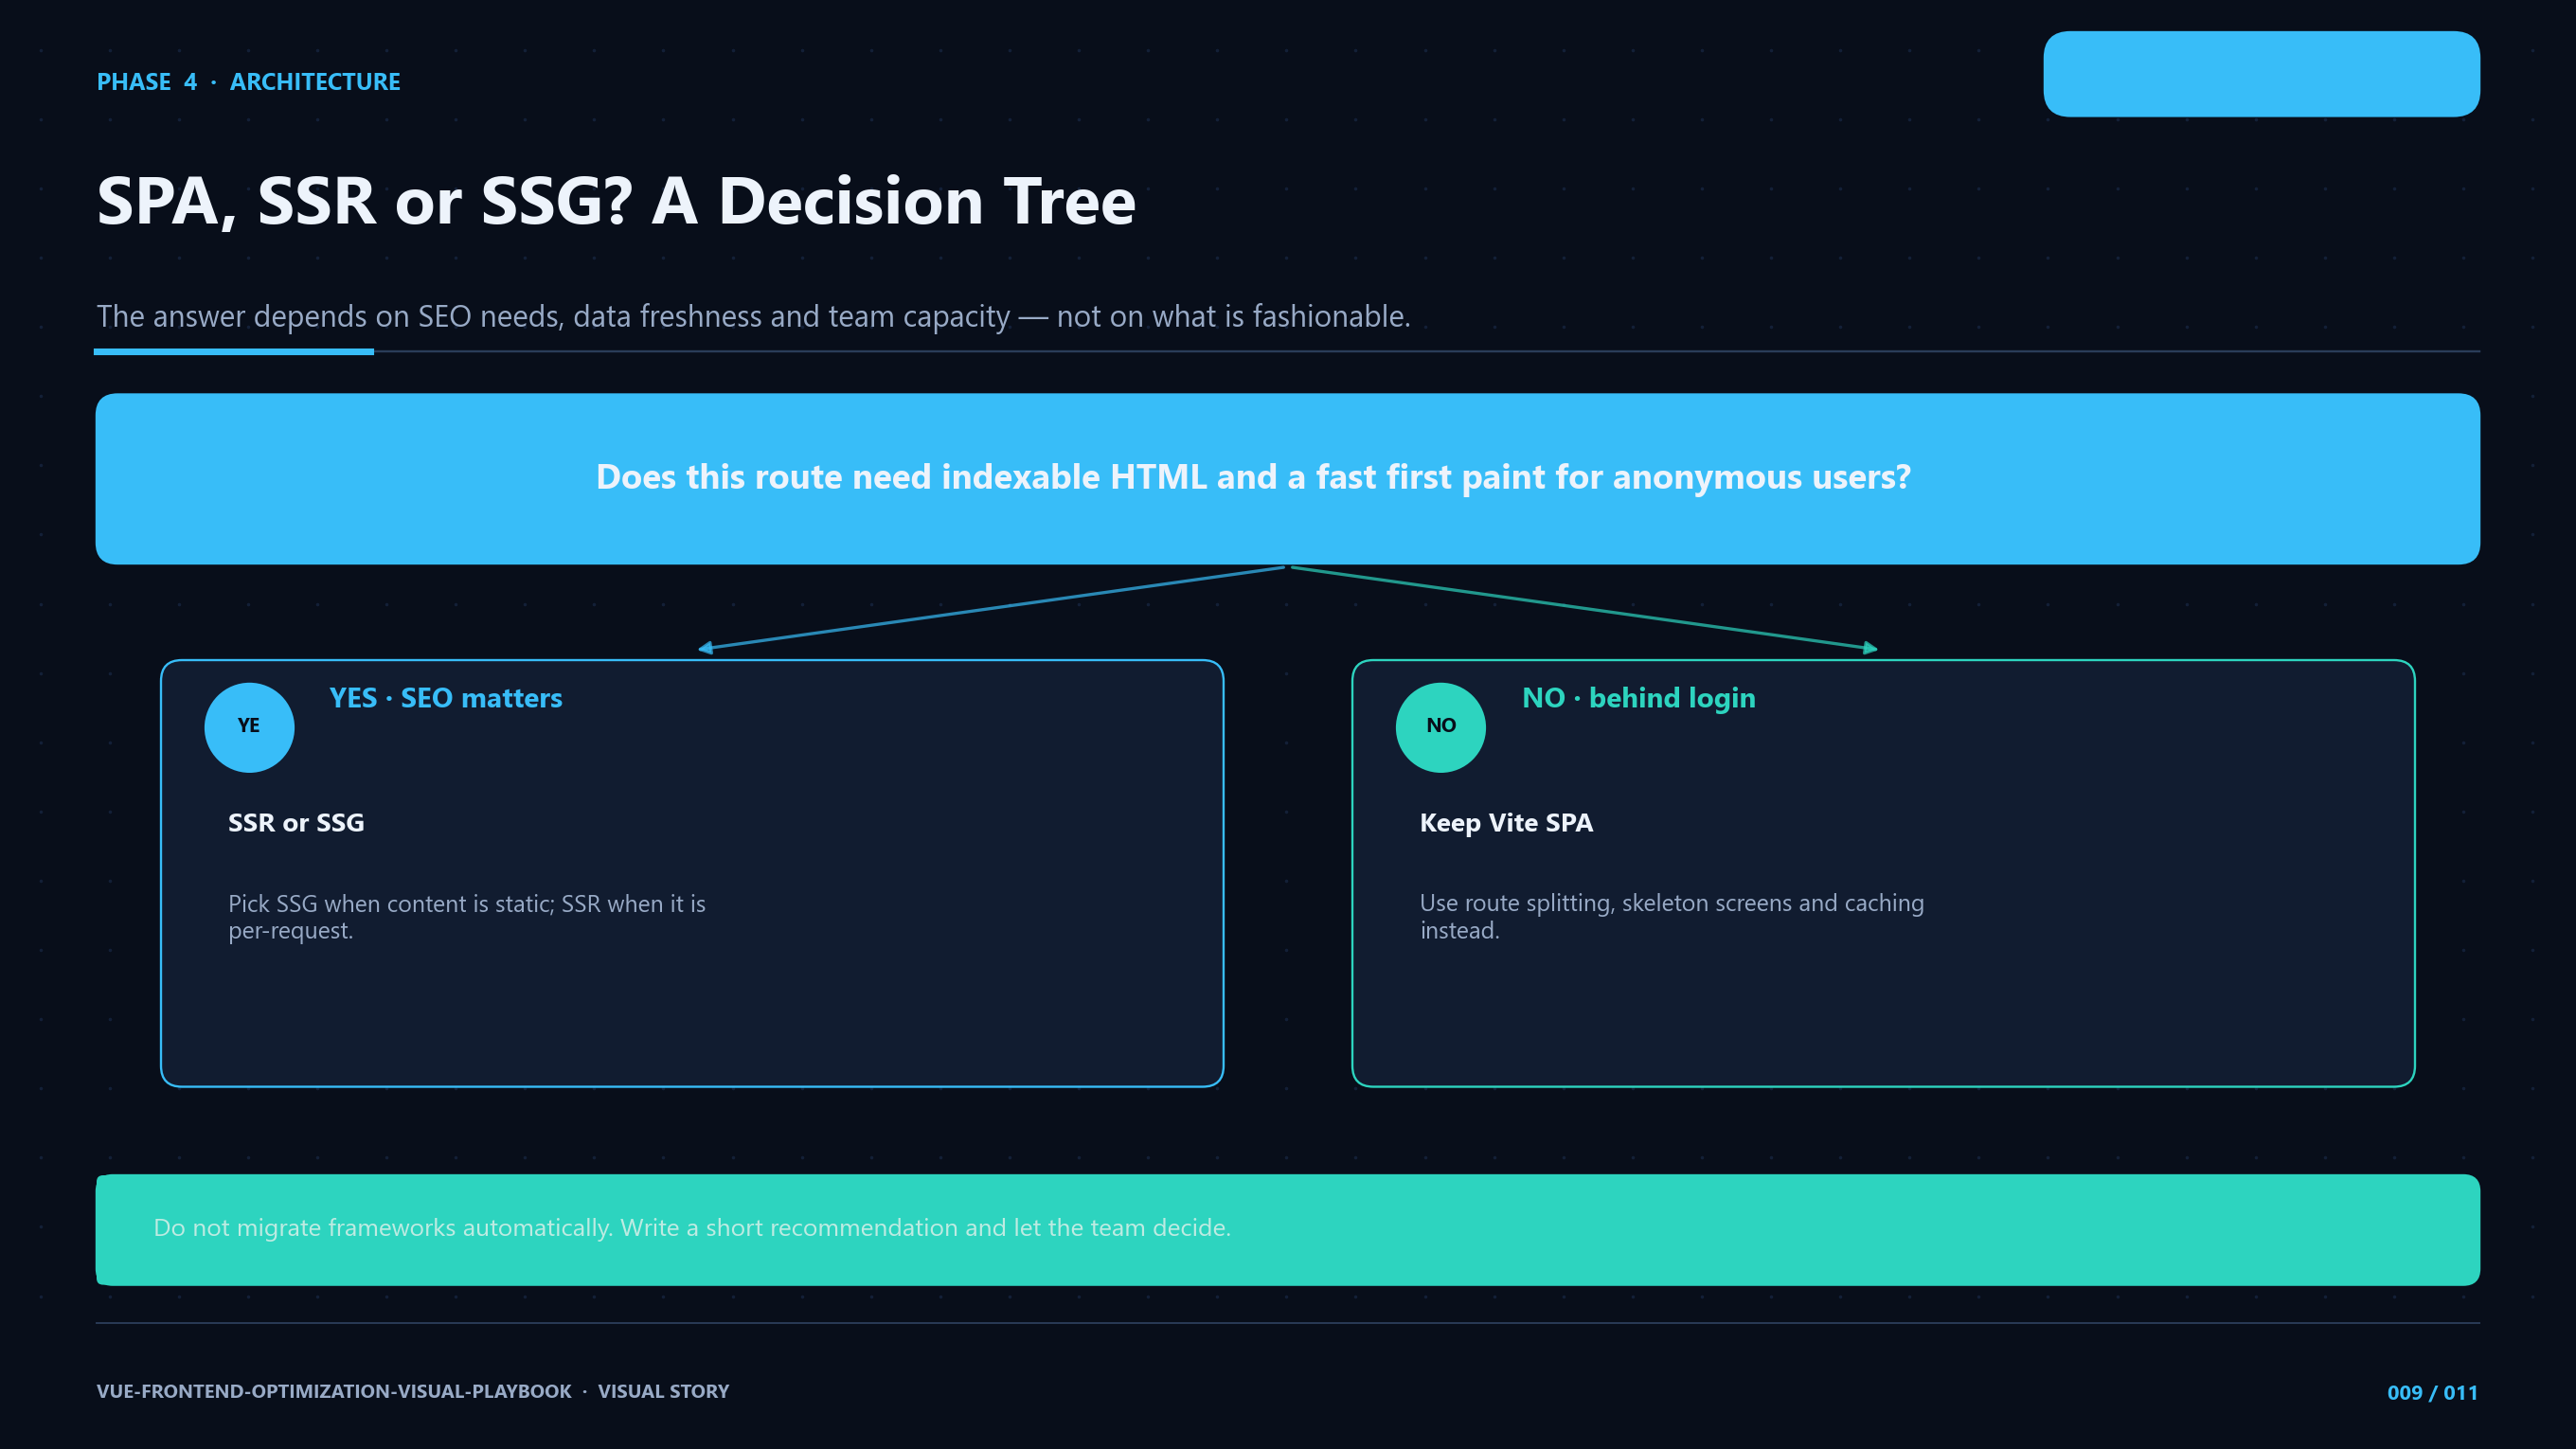 PHASE 4 · ARCHITECTURE
SPA, SSR or SSG? A Decision Tree
The answer depends on SEO needs, data freshness and team capacity — not on what is fashionable.
Does this route need indexable HTML and a fast first paint for anonymous users?
YE
YES · SEO matters
SSR or SSG
Pick SSG when content is static; SSR when it is
per-request.
NO
NO · behind login
Keep Vite SPA
Use route splitting, skeleton screens and caching
instead.
Do not migrate frameworks automatically. Write a short recommendation and let the team decide.
VUE-FRONTEND-OPTIMIZATION-VISUAL-PLAYBOOK · VISUAL STORY
009 / 011